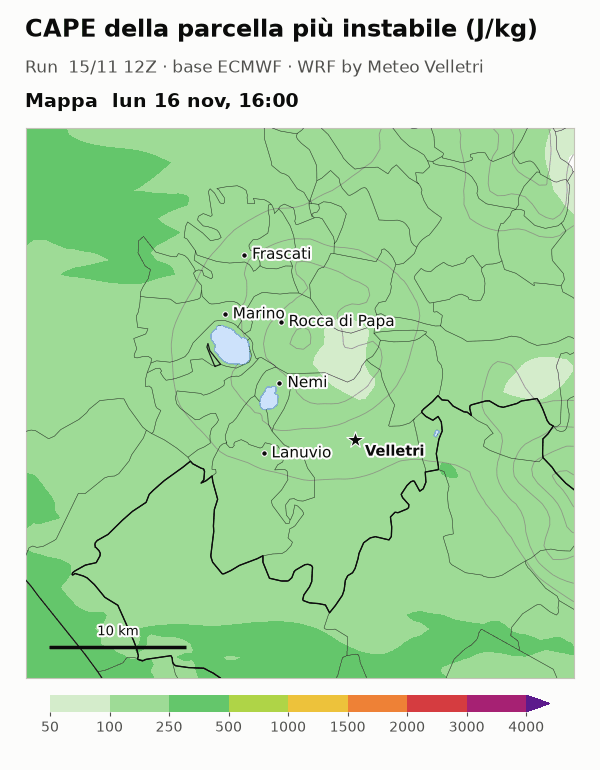 CAPE della parcella più instabile (J/kg)
Run  15/11 12Z · base ECMWF · WRF by Meteo Velletri
Mappa  lun 16 nov, 16:00
Frascati
Marino
Rocca di Papa
Nemi
Velletri
Lanuvio
10 km
50 100 250 500 1000 1500 2000 3000 4000